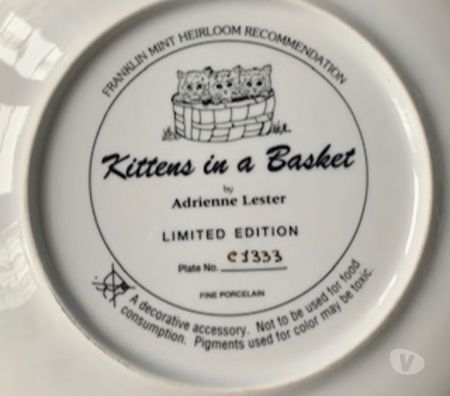 FRANKLIN MINT HEIRLOOM RECOMMENDATION
Kittens in a Basket
by
Adrienne Lester
LIMITED EDITION
Plate No. C1333
FINE PORCELAIN
A decorative accessory. Not to be used for food
consumption. Pigments used for color may be toxic.
V